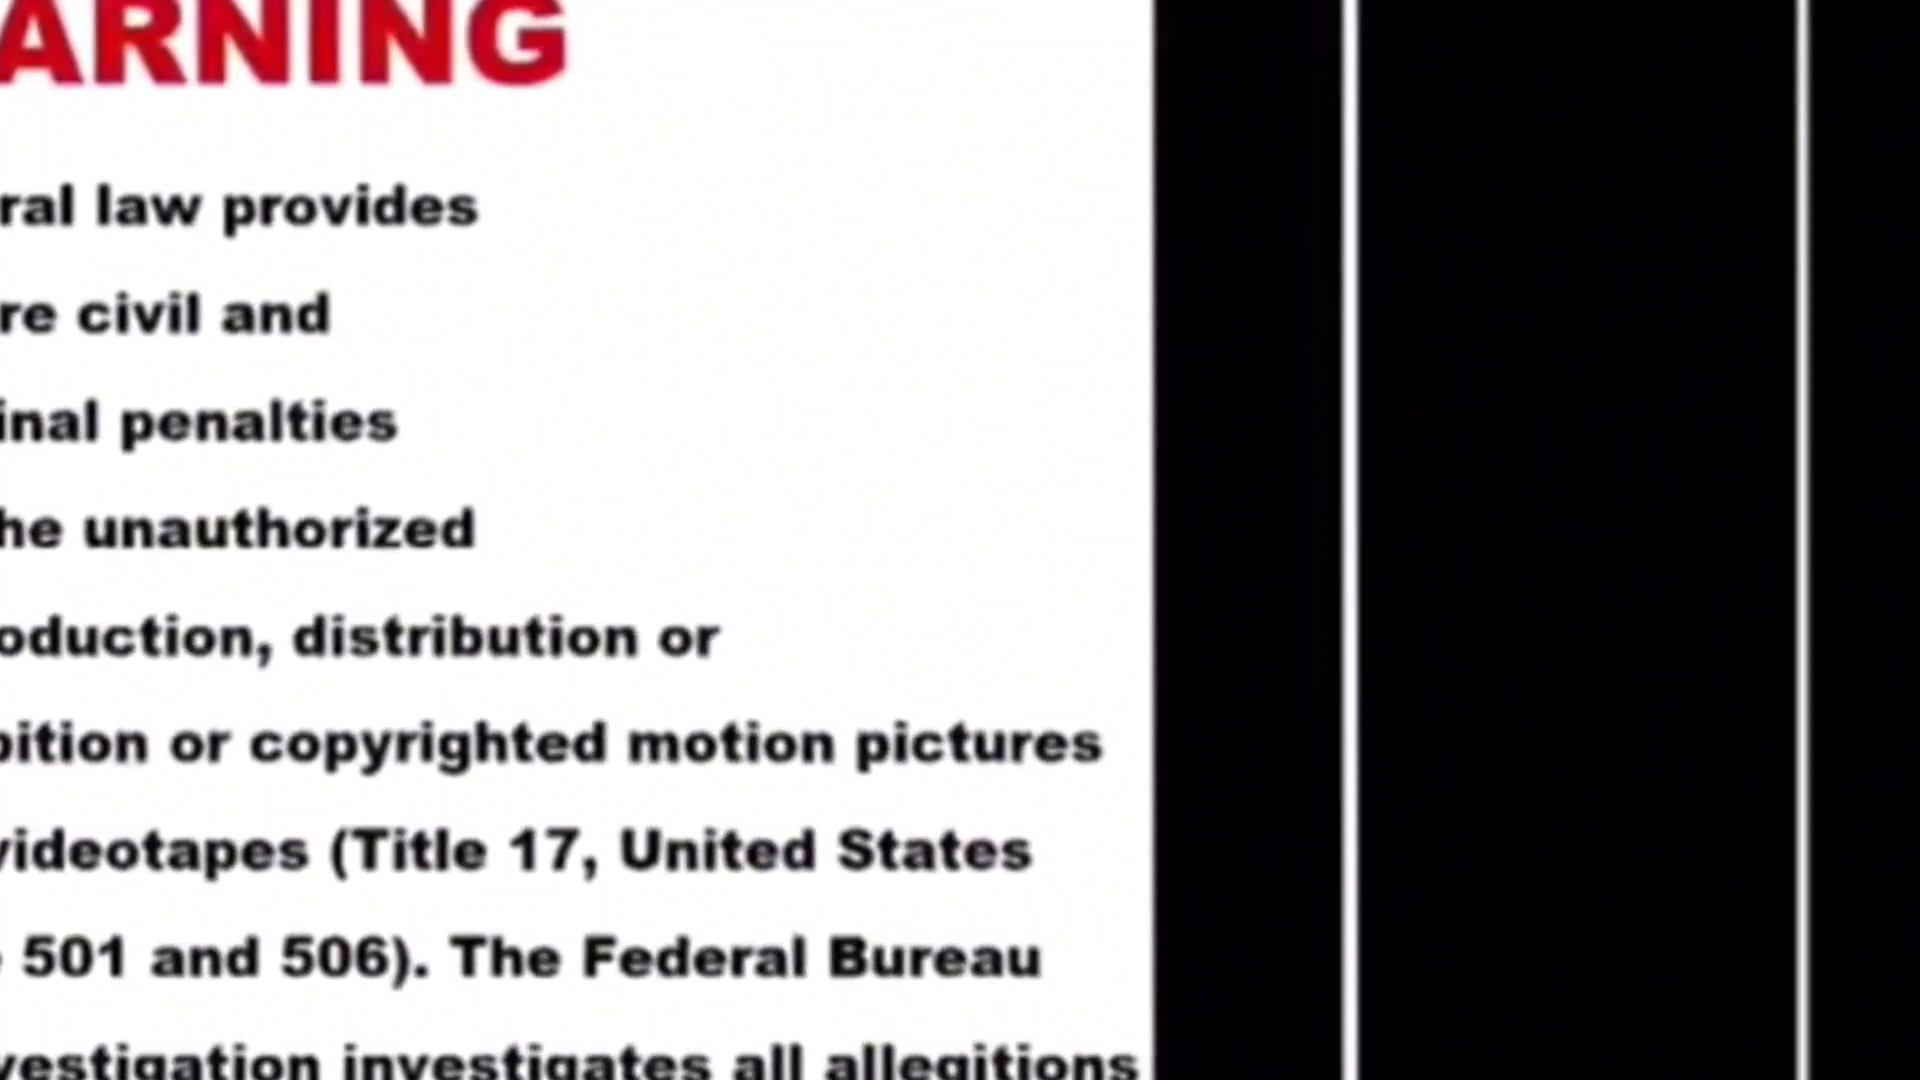 ARNING
ral law provides
re civil and
inal penalties
he unauthorized
oduction, distribution or
bition or copyrighted motion pictures
videotapes (Title 17, United States
501 and 506). The Federal Bureau
vestigation investigates all allegitions